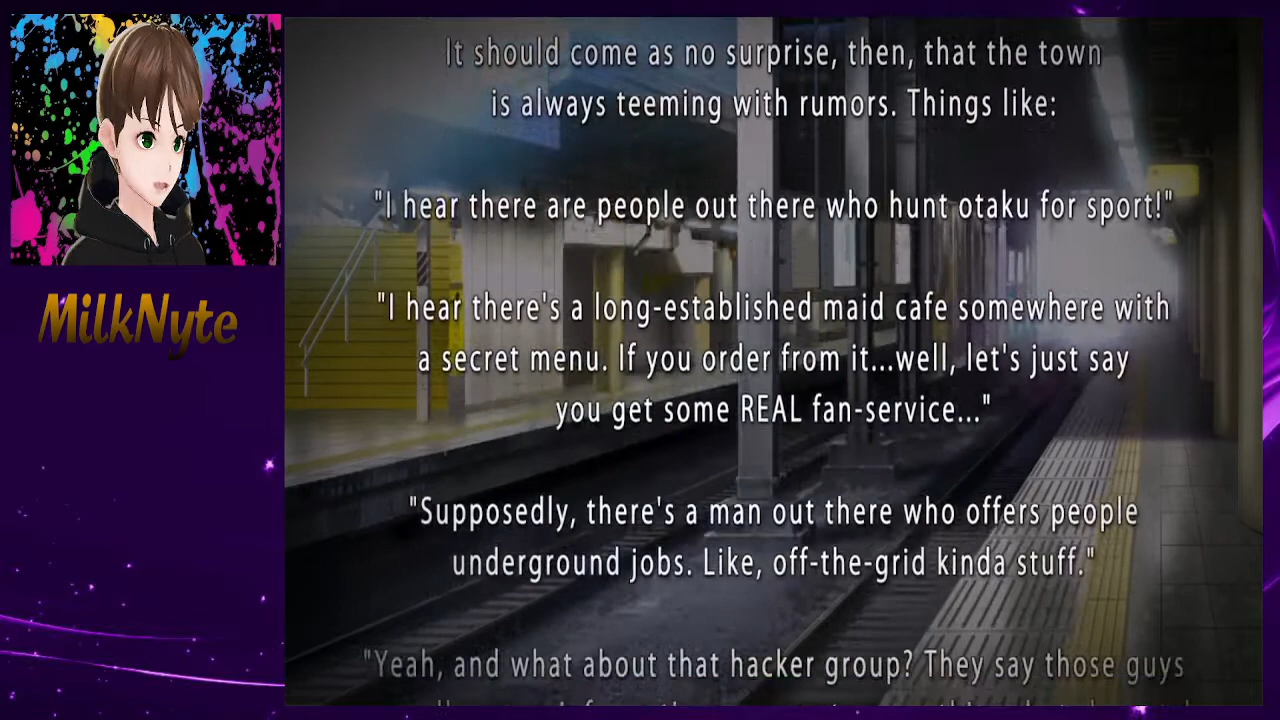 It should come as no surprise, then, that the town
is always teeming with rumors. Things like:
"I hear there are people out there who hunt otaku for sport!"
"I hear there's a long-established maid cafe somewhere with
a secret menu. If you order from it...well, let's just say
you get some REAL fan-service..."
"Supposedly, there's a man out there who offers people
underground jobs. Like, off-the-grid kinda stuff."
"Yeah, and what about that hacker group? They say those guys
MilkNyte